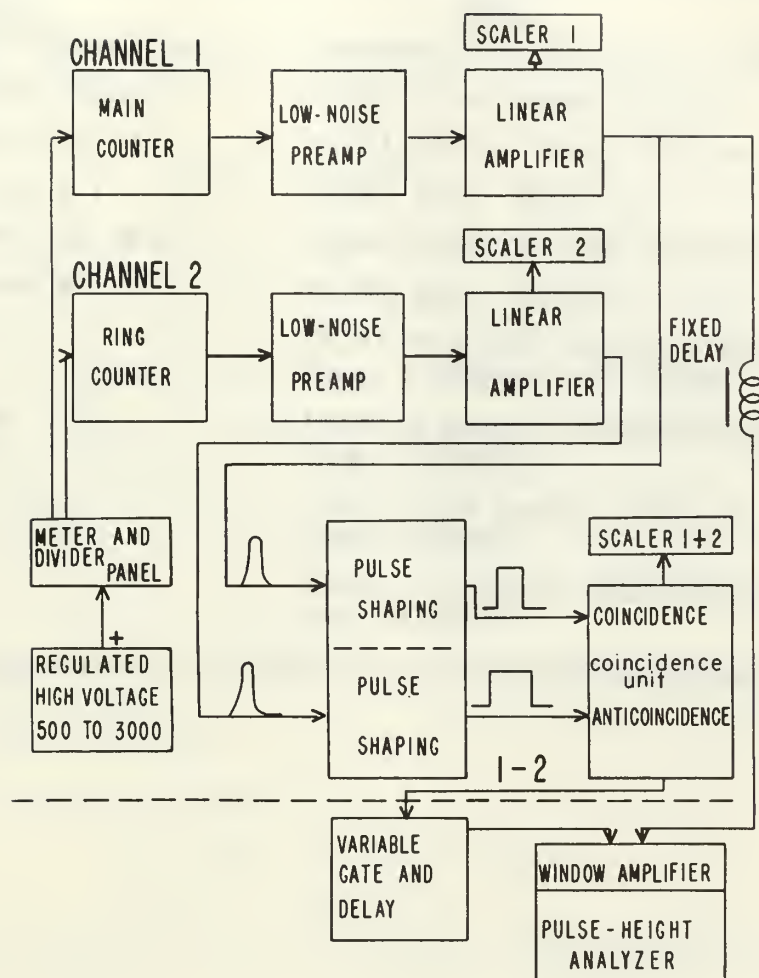 CHANNEL 1
SCALER 1
MAIN
COUNTER
LOW-NOISE
PREAMP
LINEAR
AMPLIFIER
CHANNEL 2
SCALER 2
RING
COUNTER
LOW-NOISE
PREAMP
LINEAR
AMPLIFIER
FIXED
DELAY
METER AND
DIVIDER
PANEL
+
REGULATED
HIGH VOLTAGE
500 TO 3000
PULSE
SHAPING
PULSE
SHAPING
SCALER 1+2
COINCIDENCE
coincidence
unit
ANTICOINCIDENCE
1-2
VARIABLE
GATE AND
DELAY
WINDOW AMPLIFIER
PULSE-HEIGHT
ANALYZER